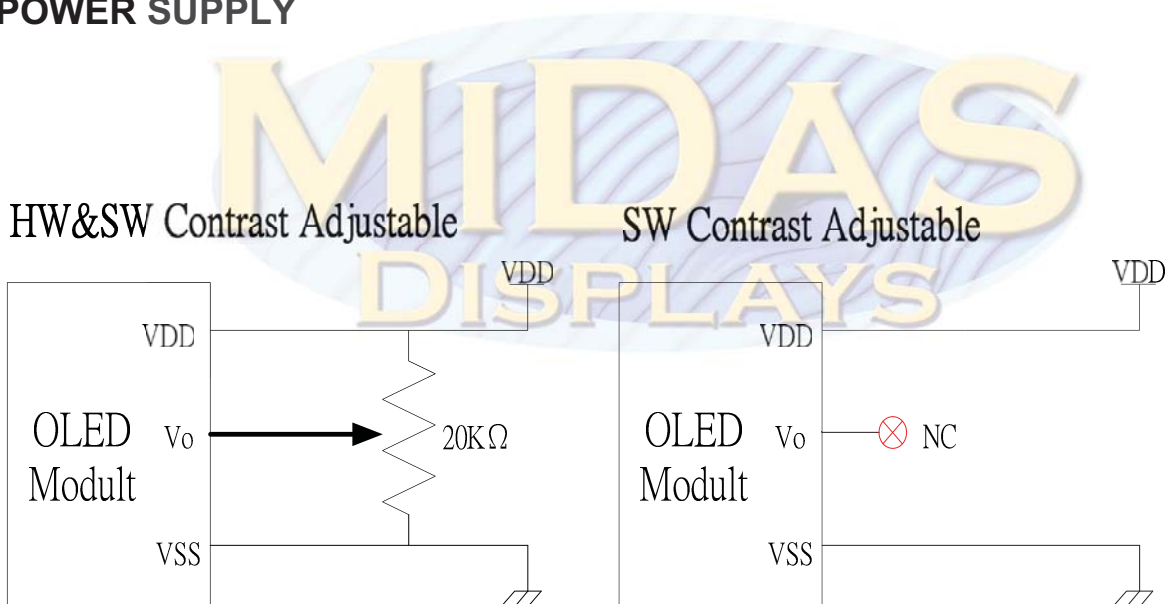 POWER SUPPLY
MIDAS
DISPLAYS
HW&SW Contrast Adjustable
SW Contrast Adjustable
VDD
VDD
VDD
VDD
OLED
Modult
Vo
20KΩ
OLED
Modult
Vo
NC
VSS
VSS